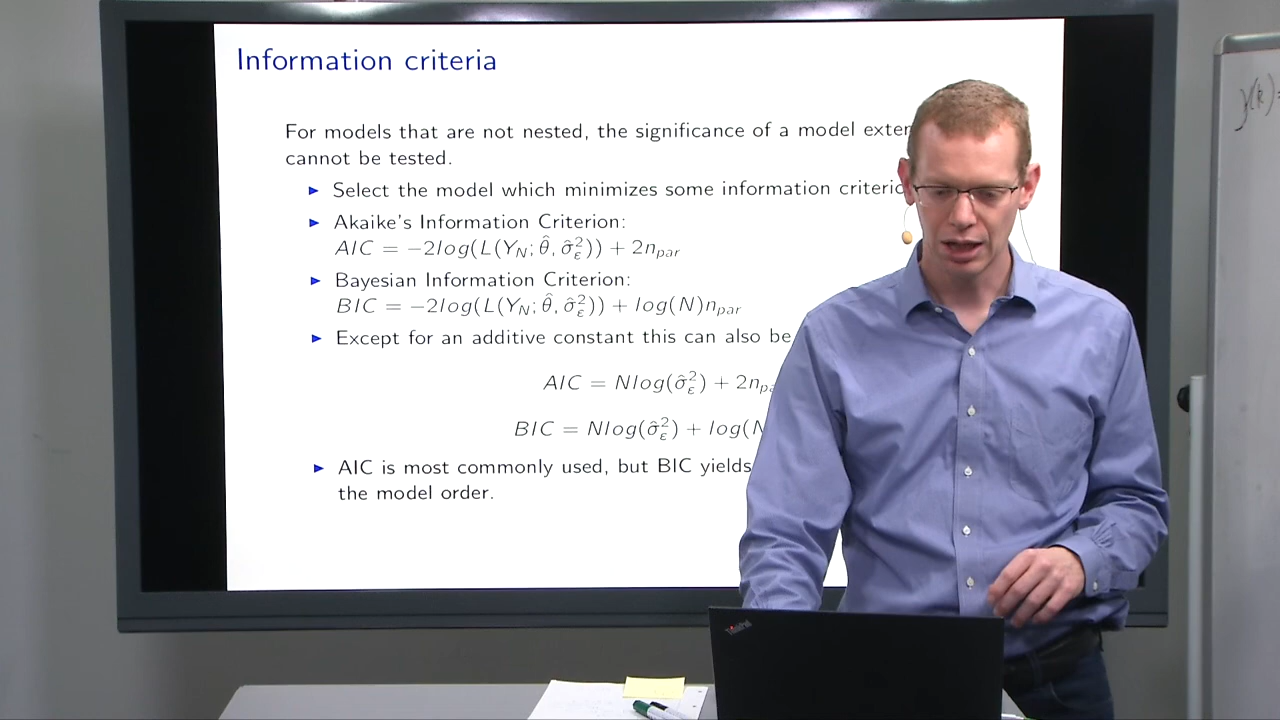 Information criteria
For models that are not nested, the significance of a model
cannot be tested.
▶ Select the model which minimizes some information
▶ Akaike's Information Criterion:
AIC = −2log(L(Y_N; θ̂, σ̂²_ε)) + 2n_par
▶ Bayesian Information Criterion:
BIC = −2log(L(Y_N; θ̂, σ̂²_ε)) + log(N)n_par
▶ Except for an additive constant this can also be
AIC = Nlog(σ̂²_ε) + 2n
BIC = Nlog(σ̂²_ε) + log(N
▶ AIC is most commonly used, but BIC yields
the model order.
y(k) =
ThinkPad